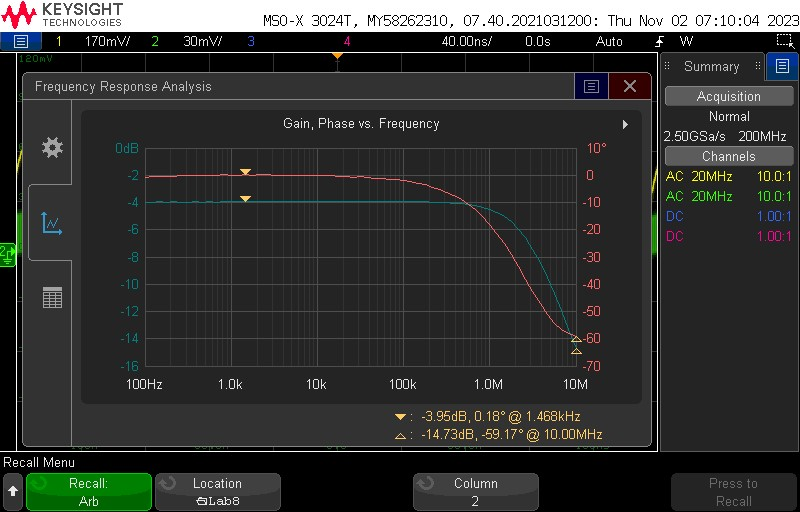 KEYSIGHT
TECHNOLOGIES
MSO-X 3024T, MY58262310, 07.40.2021031200: Thu Nov 02 07:10:04 2023
1 170mV/ 2 30mV/ 3 4 40.00ns/ 0.0s Auto W
120mV
Summary
Frequency Response Analysis
Acquisition
Normal
2.50GSa/s 200MHz
Channels
AC 20MHz 10.0:1
AC 20MHz 10.0:1
DC 1.00:1
DC 1.00:1
Gain, Phase vs. Frequency
0dB 10°
-2 0
-4 -10
-6 -20
-8 -30
-10 -40
-12 -50
-14 -60
-16 -70
100Hz 1.0k 10k 100k 1.0M 10M
2
: -3.95dB, 0.18° @ 1.468kHz
: -14.73dB, -59.17° @ 10.00MHz
Recall Menu
Recall:
Arb
Location
Lab8
Column
2
Press to
Recall